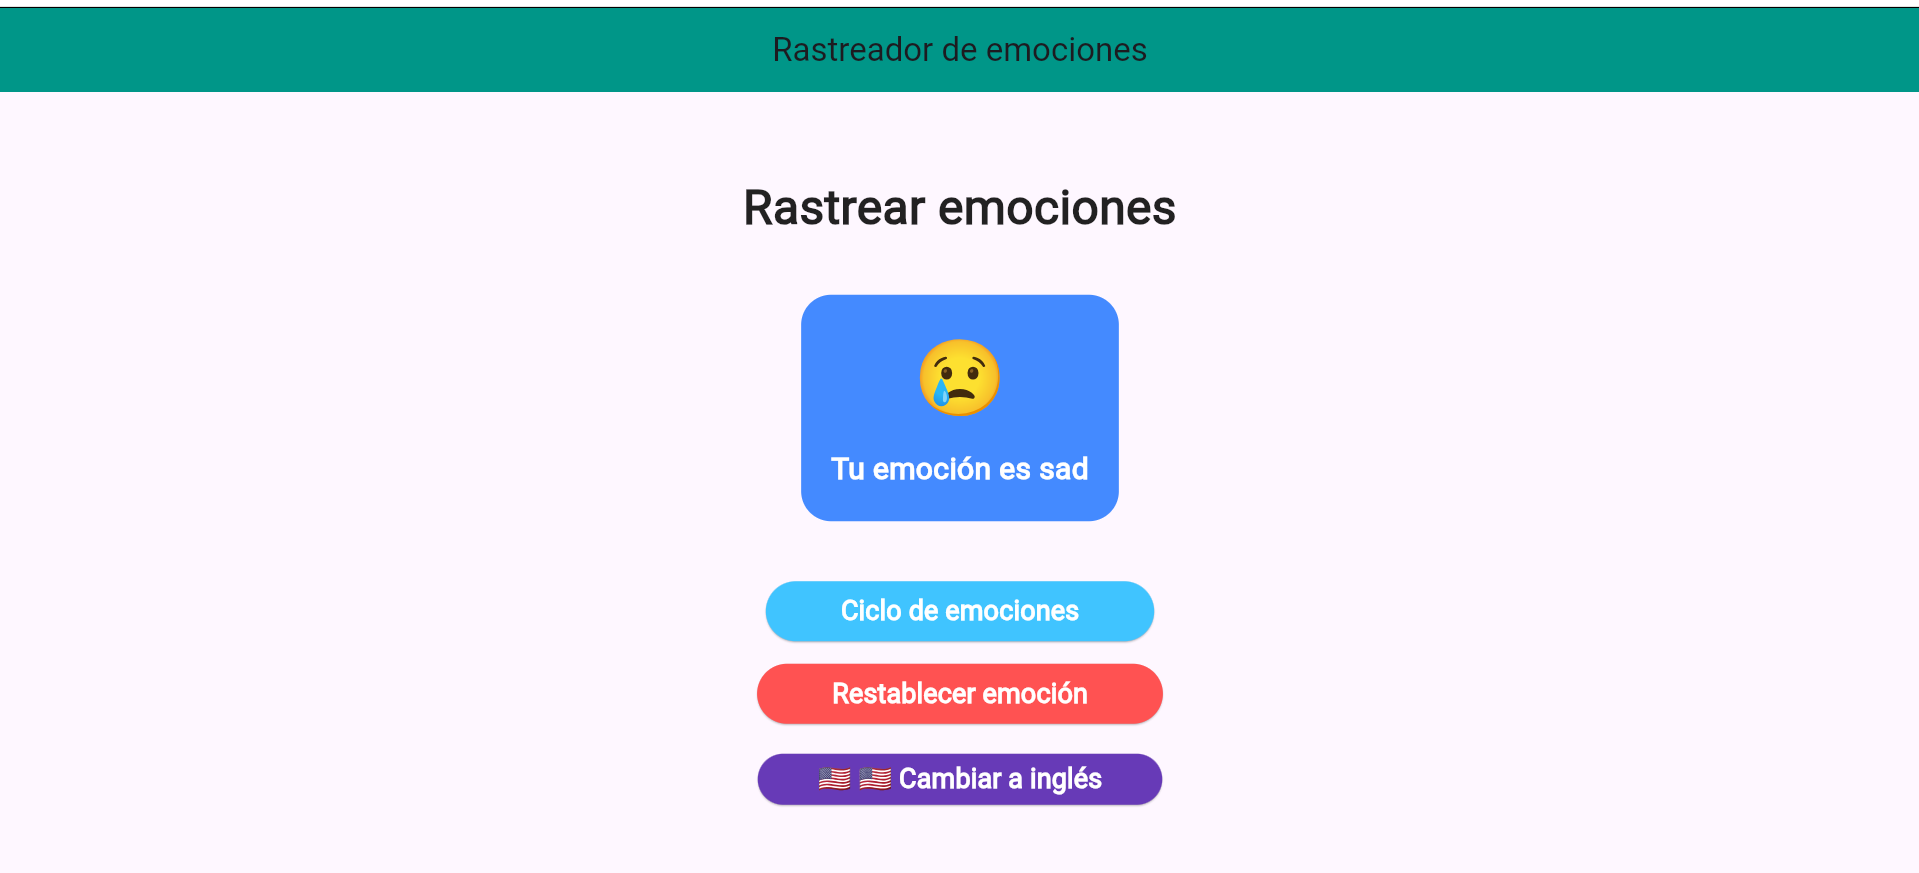 Rastreador de emociones
Rastrear emociones
😢
Tu emoción es sad
Ciclo de emociones
Restablecer emoción
🇺🇸 🇺🇸 Cambiar a inglés